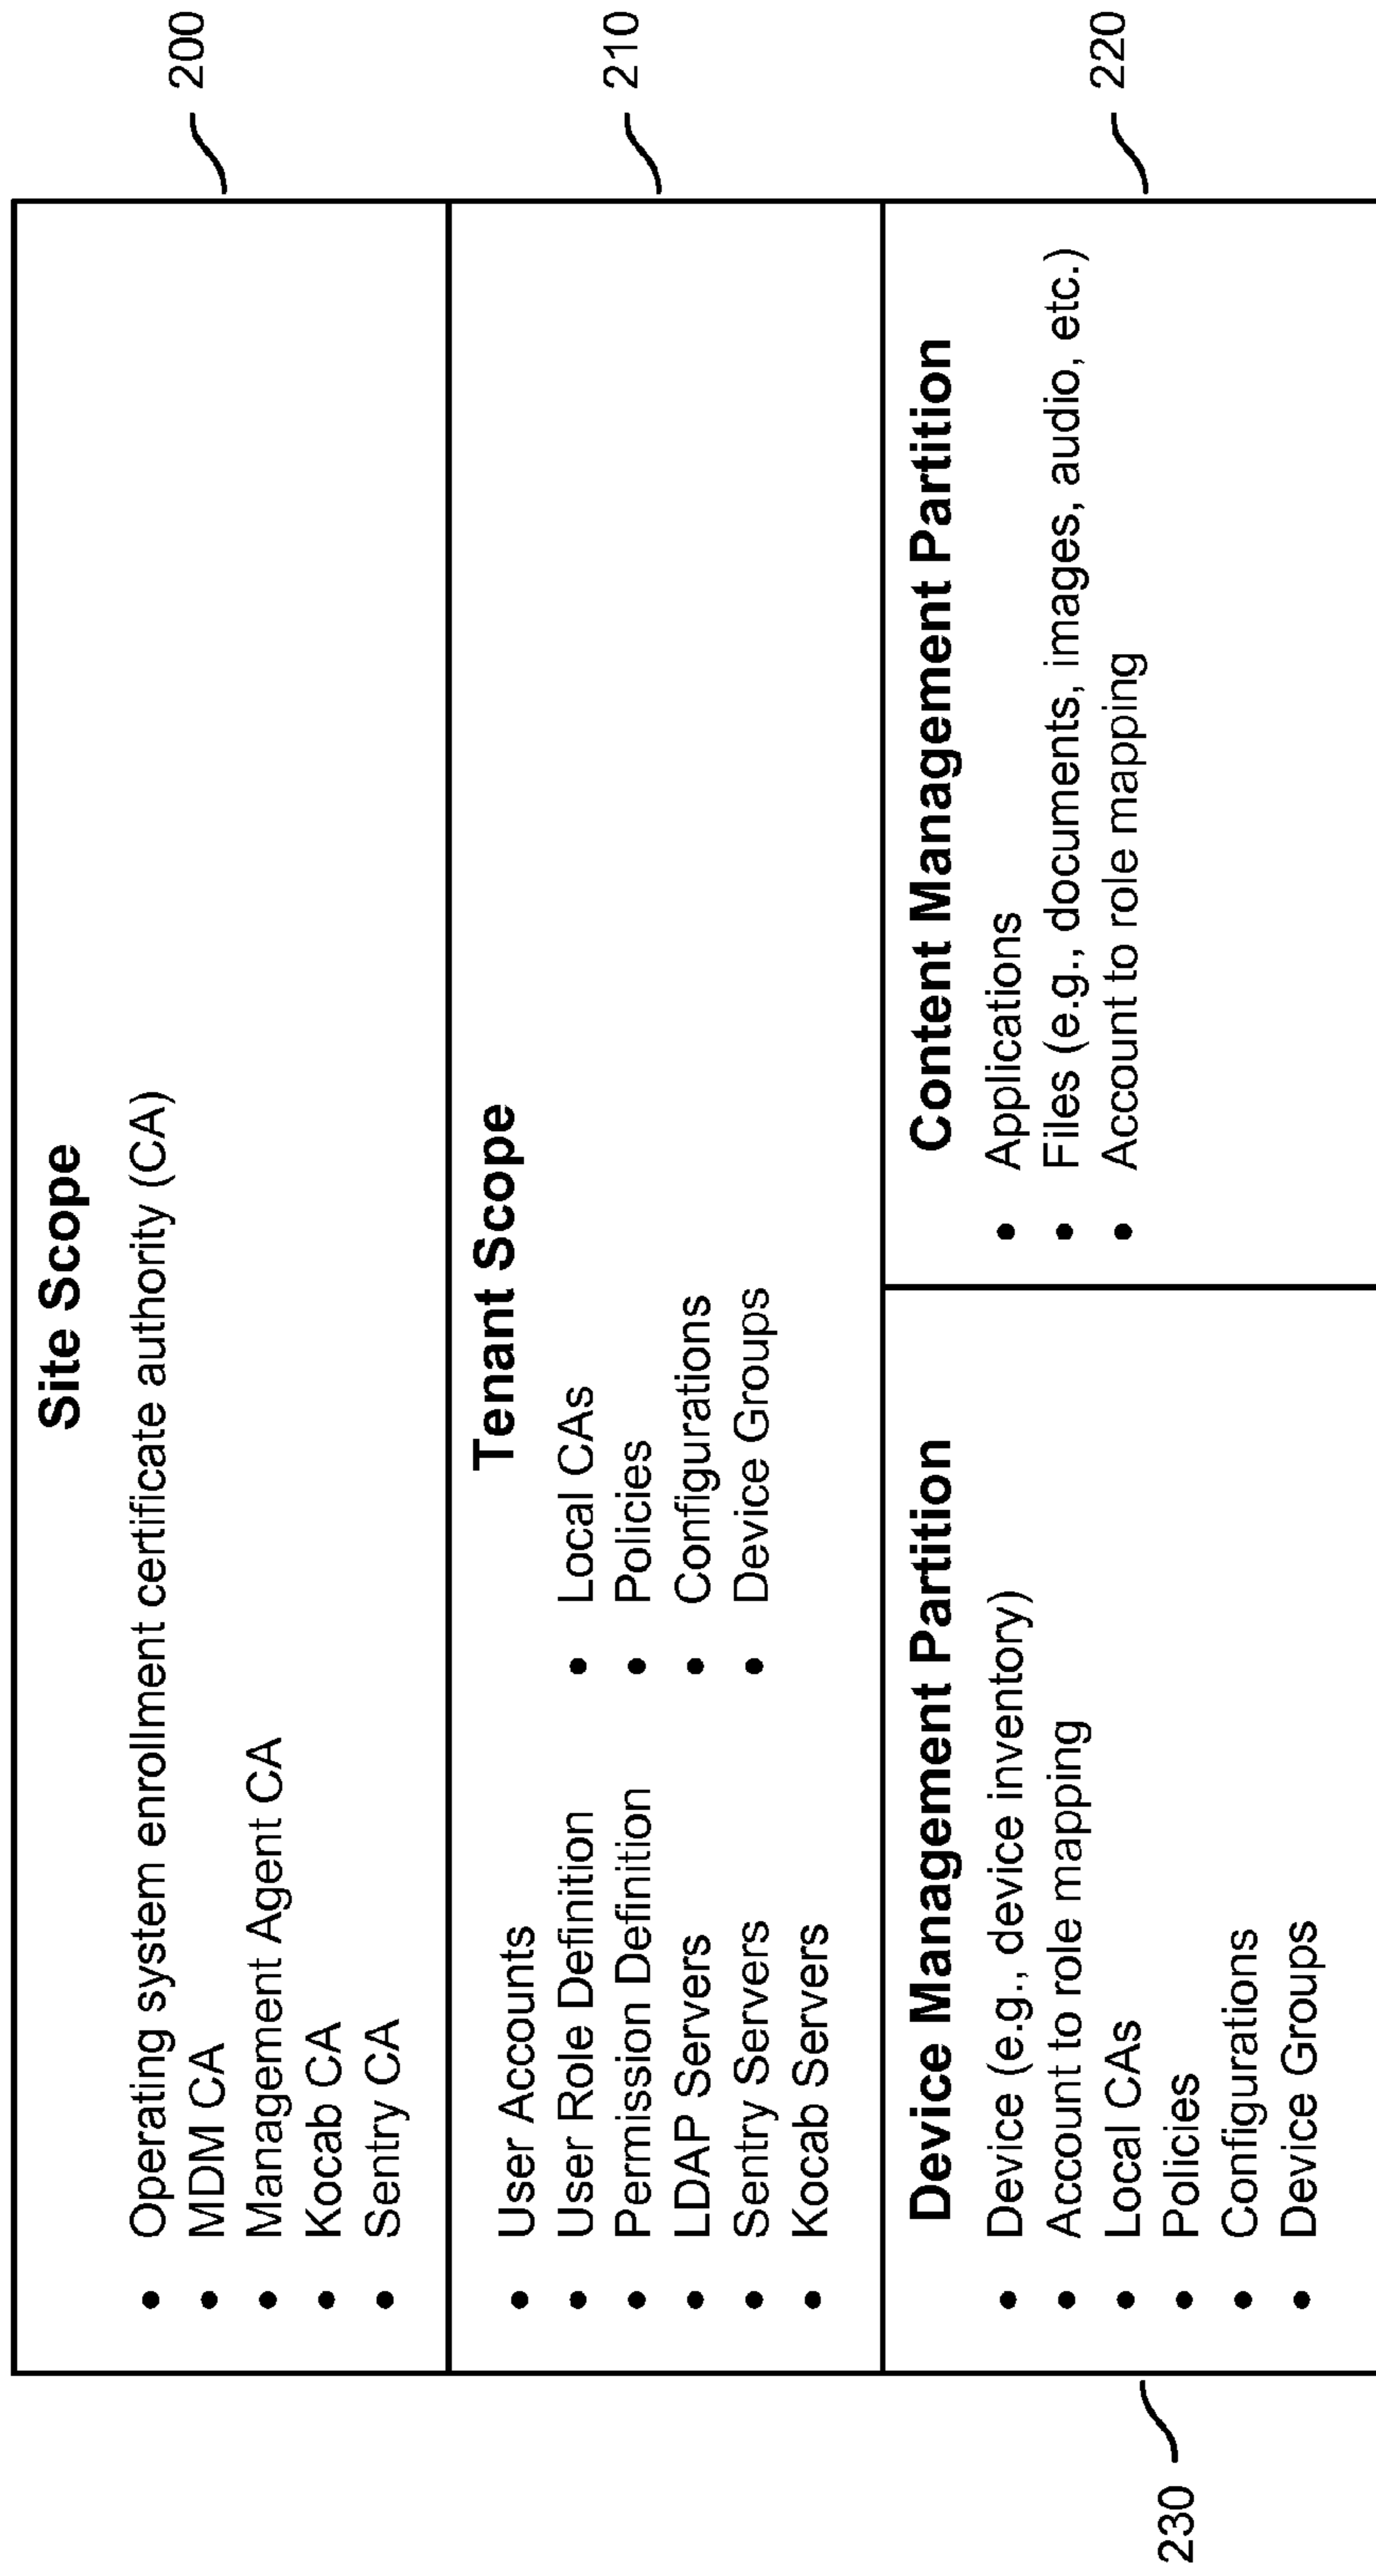 Site Scope
• Operating system enrollment certificate authority (CA)
• MDM CA
• Management Agent CA
• Kocab CA
• Sentry CA
200
Tenant Scope
• User Accounts
• User Role Definition
• Permission Definition
• LDAP Servers
• Sentry Servers
• Kocab Servers
• Local CAs
• Policies
• Configurations
• Device Groups
210
Device Management Partition
• Device (e.g., device inventory)
• Account to role mapping
• Local CAs
• Policies
• Configurations
• Device Groups
230
Content Management Partition
• Applications
• Files (e.g., documents, images, audio, etc.)
• Account to role mapping
220